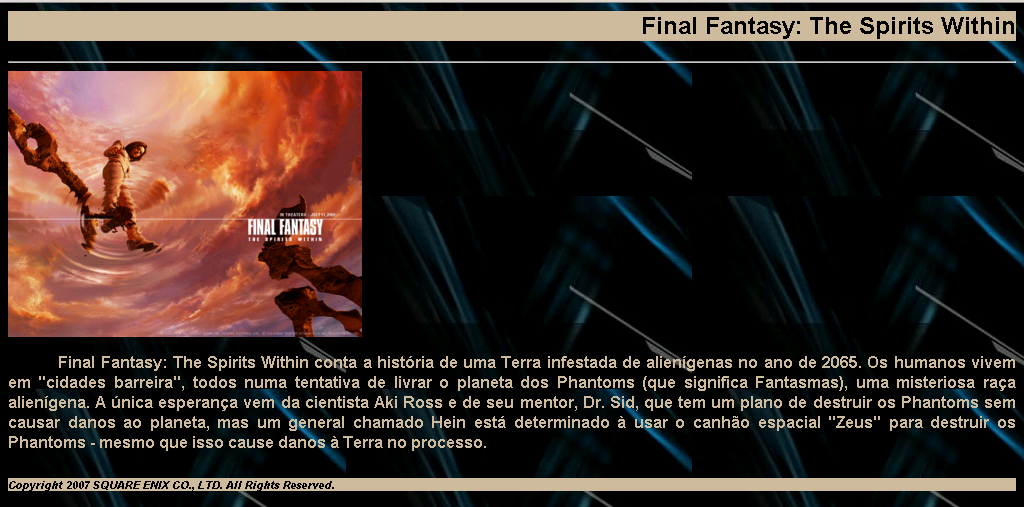 Final Fantasy: The Spirits Within
IN THEATERS - JULY 11, 2001
FINAL FANTASY
THE SPIRITS WITHIN
Final Fantasy: The Spirits Within conta a história de uma Terra infestada de alienígenas no ano de 2065. Os humanos vivem
em "cidades barreira", todos numa tentativa de livrar o planeta dos Phantoms (que significa Fantasmas), uma misteriosa raça
alienígena. A única esperança vem da cientista Aki Ross e de seu mentor, Dr. Sid, que tem um plano de destruir os Phantoms sem
causar danos ao planeta, mas um general chamado Hein está determinado à usar o canhão espacial "Zeus" para destruir os
Phantoms - mesmo que isso cause danos à Terra no processo.
Copyright 2007 SQUARE ENIX CO., LTD. All Rights Reserved.